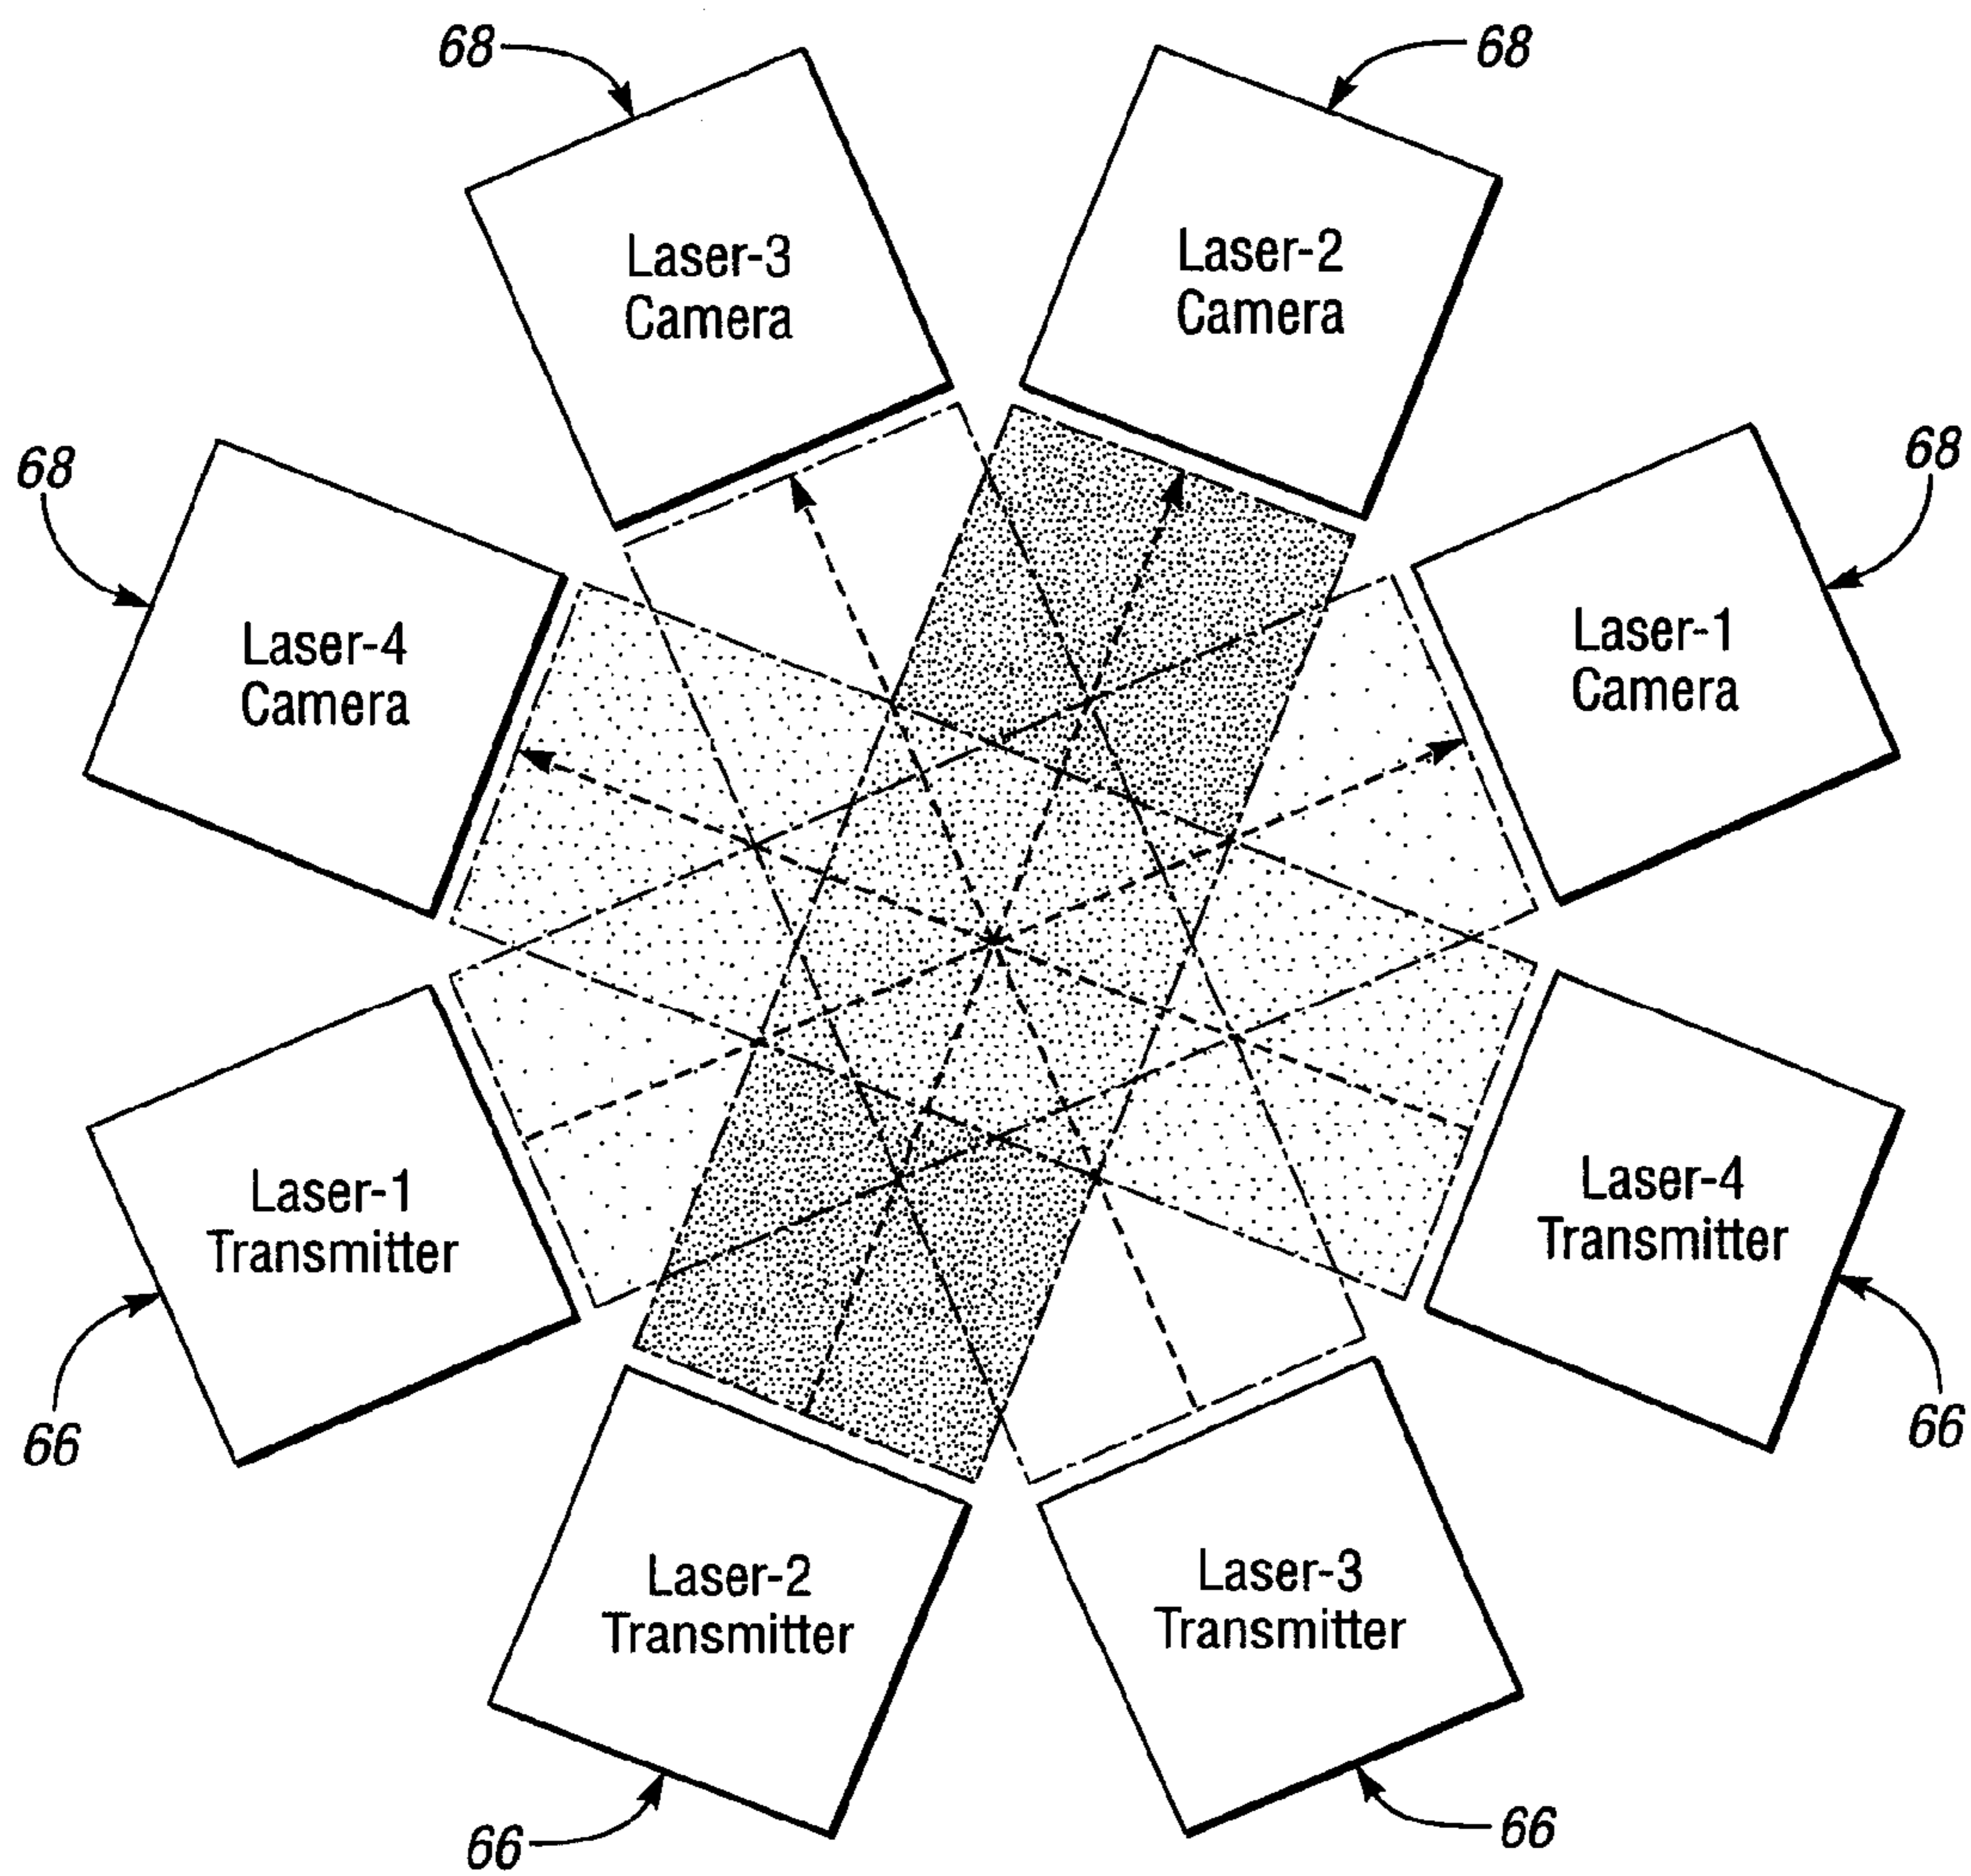 68
68
Laser-3
Camera
Laser-2
Camera
68
68
Laser-4
Camera
Laser-1
Camera
Laser-1
Transmitter
Laser-4
Transmitter
66
66
Laser-2
Transmitter
Laser-3
Transmitter
66
66